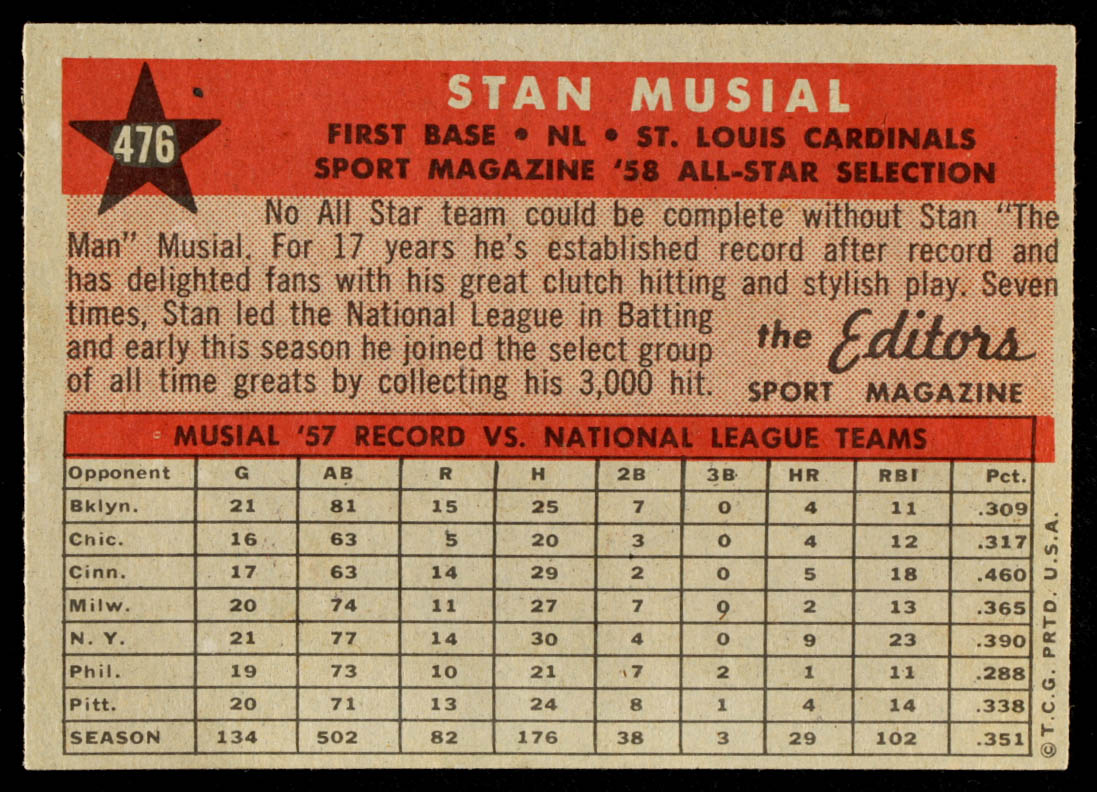 476
STAN MUSIAL
FIRST BASE • NL • ST. LOUIS CARDINALS
SPORT MAGAZINE '58 ALL-STAR SELECTION
No All Star team could be complete without Stan "The
Man" Musial. For 17 years he's established record after record and
has delighted fans with his great clutch hitting and stylish play. Seven
times, Stan led the National League in Batting
and early this season he joined the select group
of all time greats by collecting his 3,000 hit.
the Editors
SPORT MAGAZINE
MUSIAL '57 RECORD VS. NATIONAL LEAGUE TEAMS
Opponent G AB R H 2B 3B HR RBI Pct.
Bklyn. 21 81 15 25 7 0 4 11 .309
Chic. 16 63 5 20 3 0 4 12 .317
Cinn. 17 63 14 29 2 0 5 18 .460
Milw. 20 74 11 27 7 0 2 13 .365
N. Y. 21 77 14 30 4 0 9 23 .390
Phil. 19 73 10 21 7 2 1 11 .288
Pitt. 20 71 13 24 8 1 4 14 .338
SEASON 134 502 82 176 38 3 29 102 .351
© T.C.G. PRTD. U.S.A.